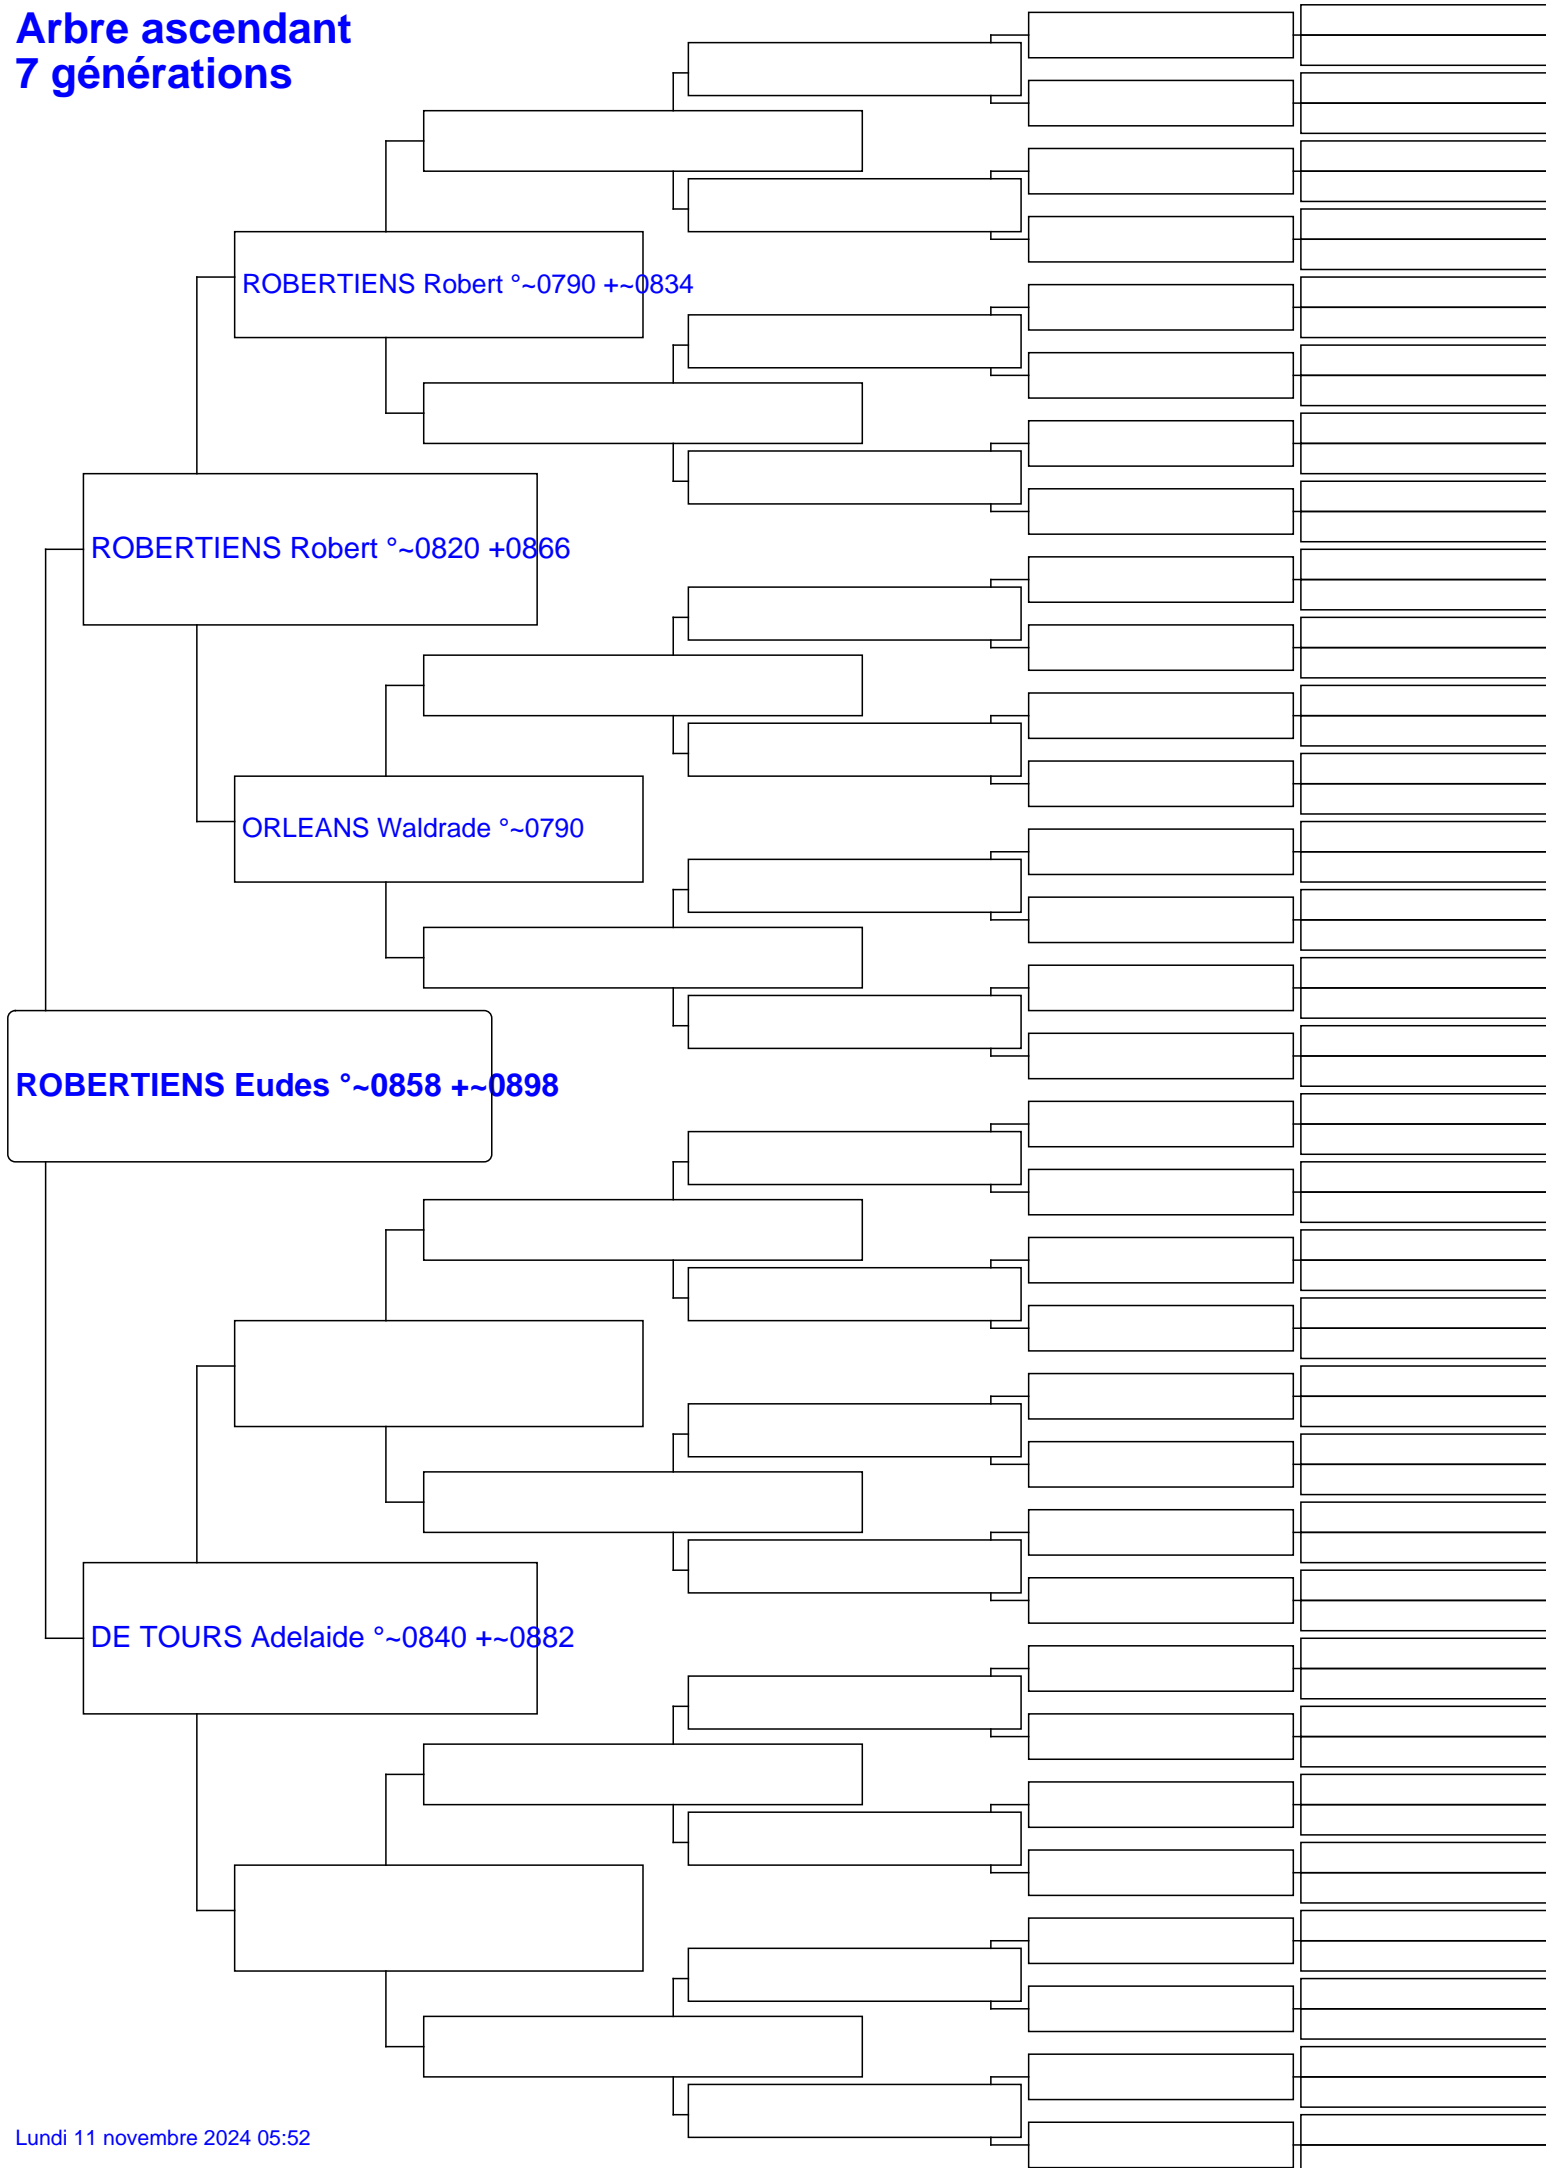 Arbre ascendant
7 générations
ROBERTIENS Robert °~0790 +~0834
ROBERTIENS Robert °~0820 +0866
ORLEANS Waldrade °~0790
ROBERTIENS Eudes °~0858 +~0898
DE TOURS Adelaide °~0840 +~0882
Lundi 11 novembre 2024 05:52